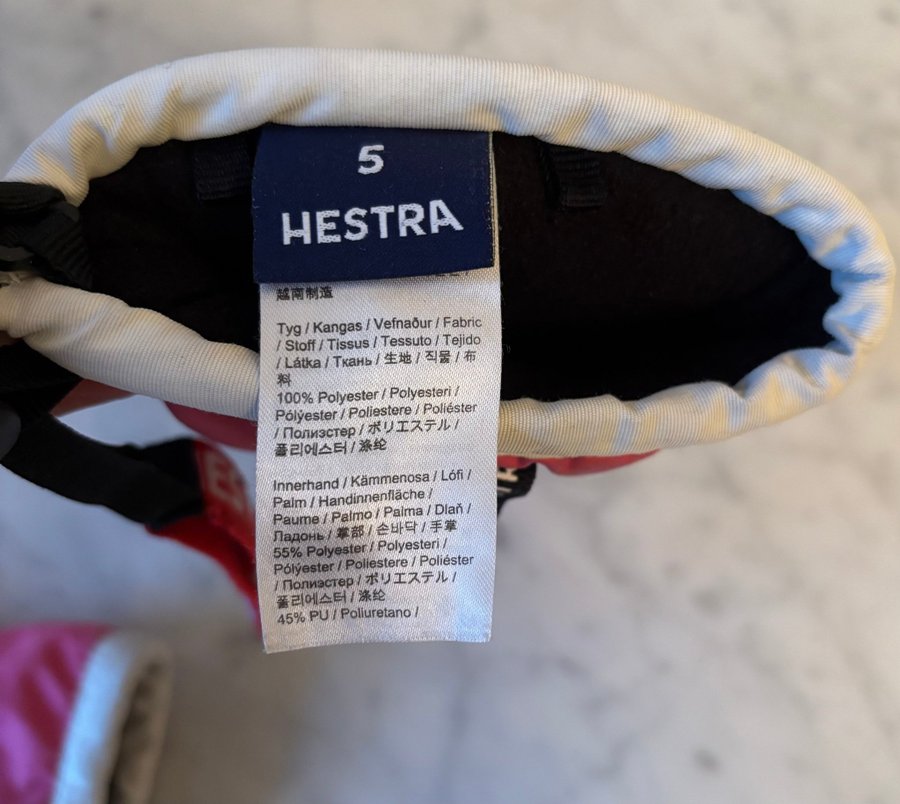 5
HESTRA
越南制造
Tyg / Kangas / Vefnaður / Fabric
/ Stoff / Tissus / Tessuto / Tejido
/ Látka / Ткань / 生地 / 직물 / 布
料
100% Polyester / Polyesteri /
Pólýester / Poliestere / Poliéster
/ Полиэстер / ポリエステル /
폴리에스터 / 涤纶
Innerhand / Kämmenosa / Lófi /
Palm / Handinnenfläche /
Paume / Palmo / Palma / Dlaň /
Ладонь / 掌部 / 손바닥 / 手掌
55% Polyester / Polyesteri /
Pólýester / Poliestere / Poliéster
/ Полиэстер / ポリエステル /
폴리에스터 / 涤纶
45% PU / Poliuretano /